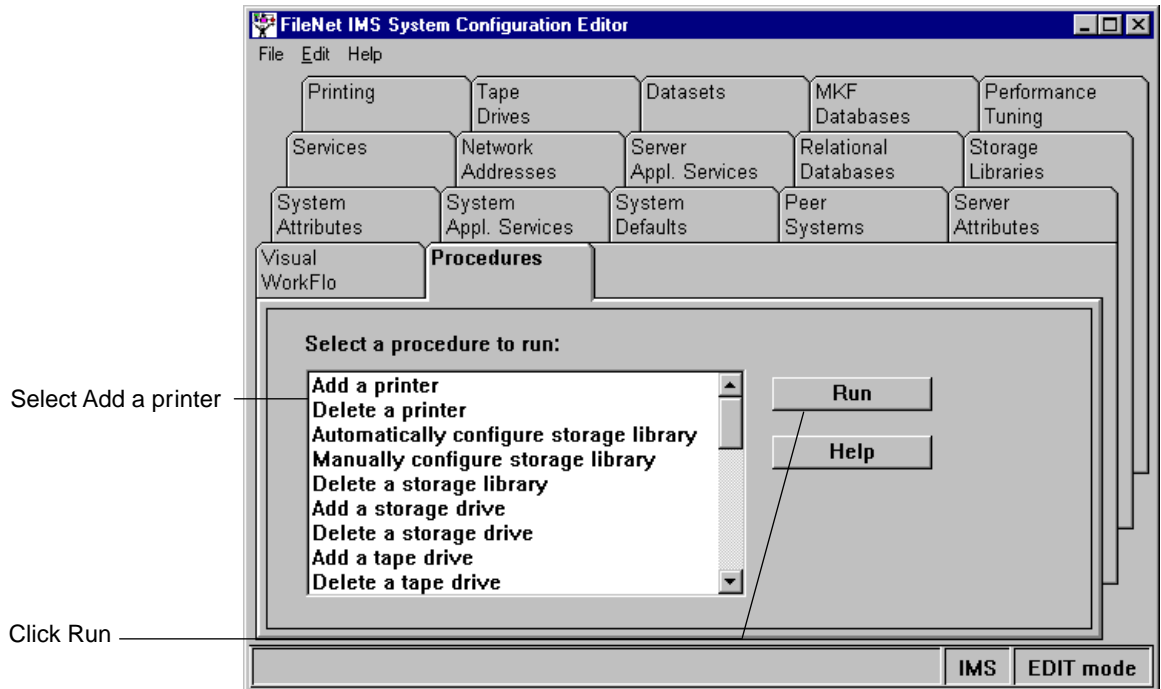 FileNet IMS System Configuration Editor
File Edit Help
Printing
Tape
Drives
Datasets
MKF
Databases
Performance
Tuning
Services
Network
Addresses
Server
Appl. Services
Relational
Databases
Storage
Libraries
System
Attributes
System
Appl. Services
System
Defaults
Peer
Systems
Server
Attributes
Visual
WorkFlo
Procedures
Select a procedure to run:
Add a printer
Delete a printer
Automatically configure storage library
Manually configure storage library
Delete a storage library
Add a storage drive
Delete a storage drive
Add a tape drive
Delete a tape drive
Run
Help
Select Add a printer
Click Run
IMS
EDIT mode